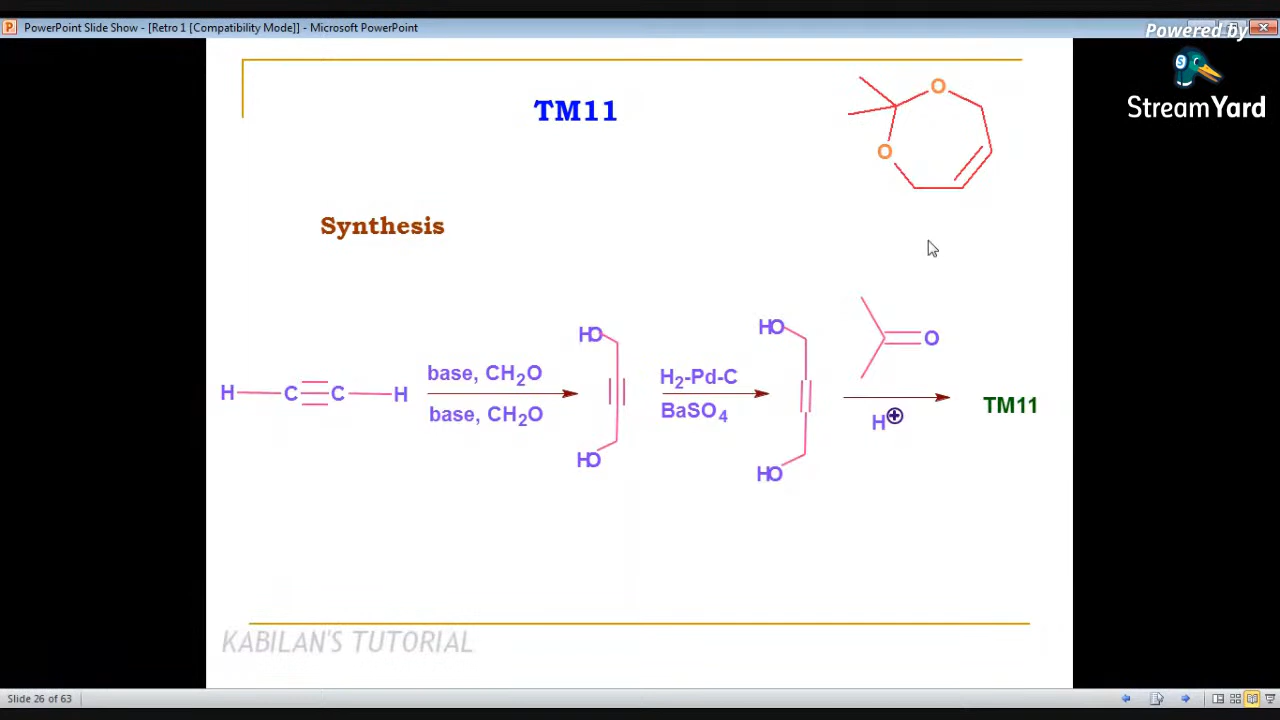 PowerPoint Slide Show - [Retro 1 [Compatibility Mode]] - Microsoft PowerPoint
Powered by
StreamYard
TM11
O
O
Synthesis
H C C H
base, CH2O
base, CH2O
HO
HO
H2-Pd-C
BaSO4
HO
HO
O
H+
TM11
KABILAN'S TUTORIAL
Slide 26 of 63